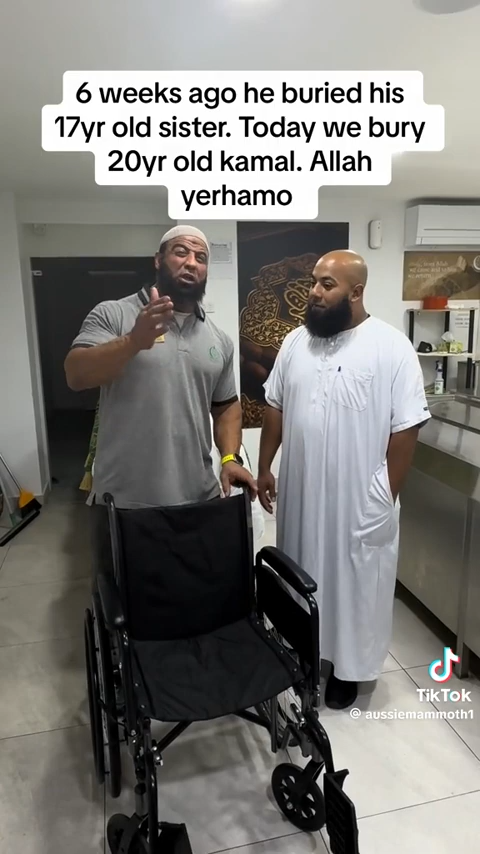 6 weeks ago he buried his
17yr old sister. Today we bury
20yr old kamal. Allah
yerhamo
TikTok
@ aussiemammoth1